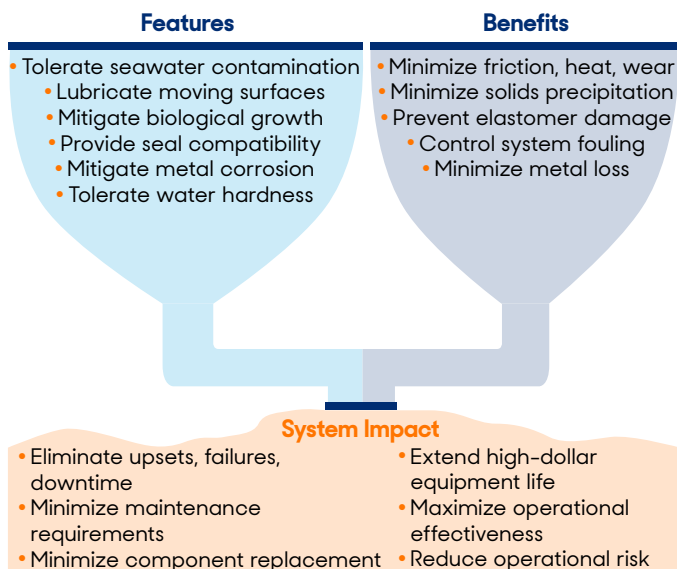 Features
• Tolerate seawater contamination
• Lubricate moving surfaces
• Mitigate biological growth
• Provide seal compatibility
• Mitigate metal corrosion
• Tolerate water hardness
Benefits
• Minimize friction, heat, wear
• Minimize solids precipitation
• Prevent elastomer damage
• Control system fouling
• Minimize metal loss
System Impact
• Eliminate upsets, failures,
downtime
• Minimize maintenance
requirements
• Minimize component replacement
• Extend high-dollar
equipment life
• Maximize operational
effectiveness
• Reduce operational risk